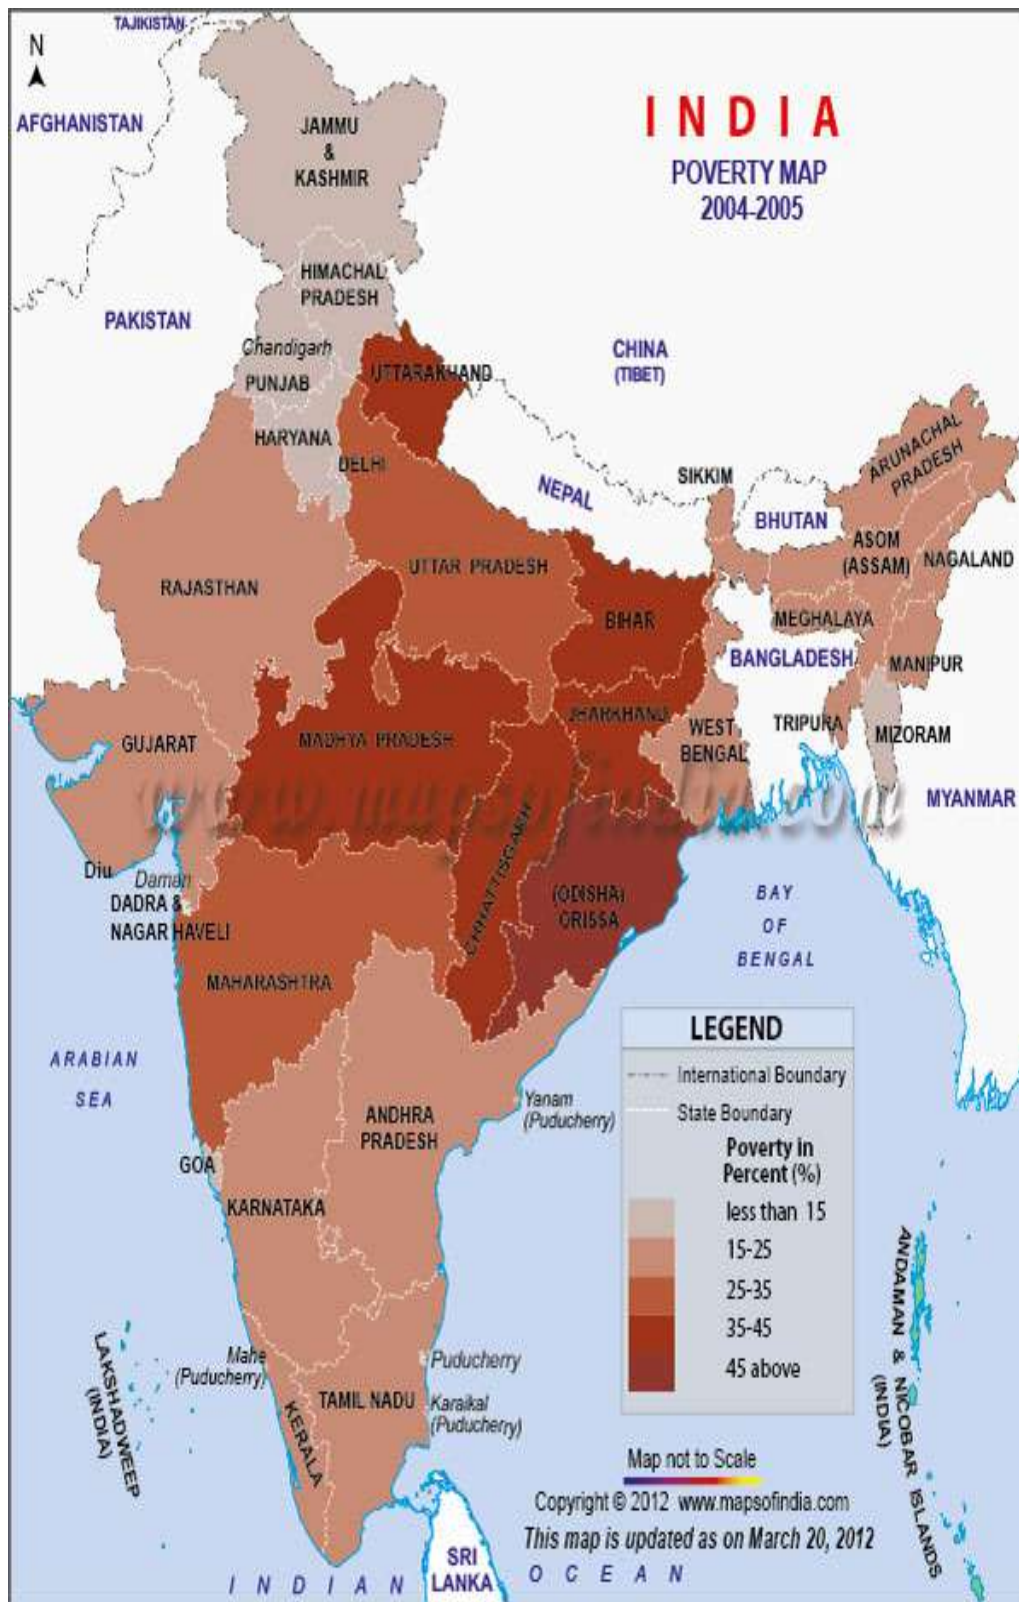 TAJIKISTAN
N
AFGHANISTAN
JAMMU
&
KASHMIR
INDIA
POVERTY MAP
2004-2005
HIMACHAL
PRADESH
PAKISTAN
Chandigarh
PUNJAB
UTTARAKHAND
CHINA
(TIBET)
HARYANA
DELHI
SIKKIM
ARUNACHAL
PRADESH
NEPAL
BHUTAN
ASOM
(ASSAM)
NAGALAND
RAJASTHAN
UTTAR PRADESH
BIHAR
MEGHALAYA
BANGLADESH
MANIPUR
GUJARAT
MADHYA PRADESH
JHARKHAND
WEST
BENGAL
TRIPURA
MIZORAM
www.mapsofindia.com
MYANMAR
Diu
Daman
DADRA &
NAGAR HAVELI
CHHATTISGARH
(ODISHA)
ORISSA
BAY
OF
BENGAL
MAHARASHTRA
ARABIAN
SEA
LEGEND
International Boundary
State Boundary
Poverty in
Percent (%)
less than 15
15-25
25-35
35-45
45 above
ANDHRA
PRADESH
Yanam
(Puducherry)
GOA
KARNATAKA
ANDAMAN & NICOBAR ISLANDS
(INDIA)
LAKSHADWEEP
(INDIA)
Mahe
(Puducherry)
Puducherry
TAMIL NADU
Karaikal
(Puducherry)
KERALA
Map not to Scale
Copyright © 2012 www.mapsofindia.com
This map is updated as on March 20, 2012
SRI
LANKA
INDIAN OCEAN